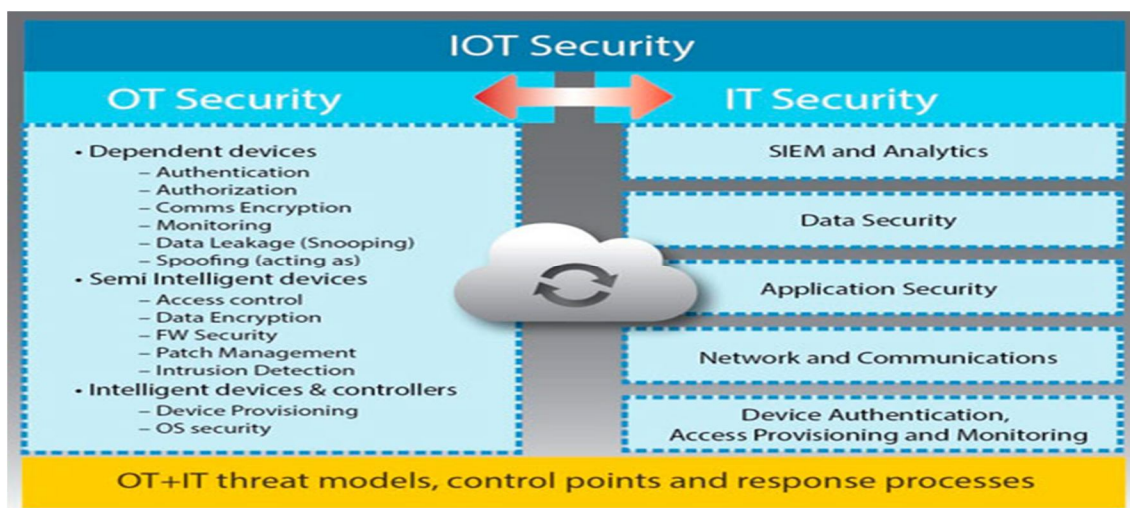 IOT Security
OT Security
IT Security
• Dependent devices
– Authentication
– Authorization
– Comms Encryption
– Monitoring
– Data Leakage (Snooping)
– Spoofing (acting as)
• Semi Intelligent devices
– Access control
– Data Encryption
– FW Security
– Patch Management
– Intrusion Detection
• Intelligent devices & controllers
– Device Provisioning
– OS security
SIEM and Analytics
Data Security
Application Security
Network and Communications
Device Authentication,
Access Provisioning and Monitoring
OT+IT threat models, control points and response processes